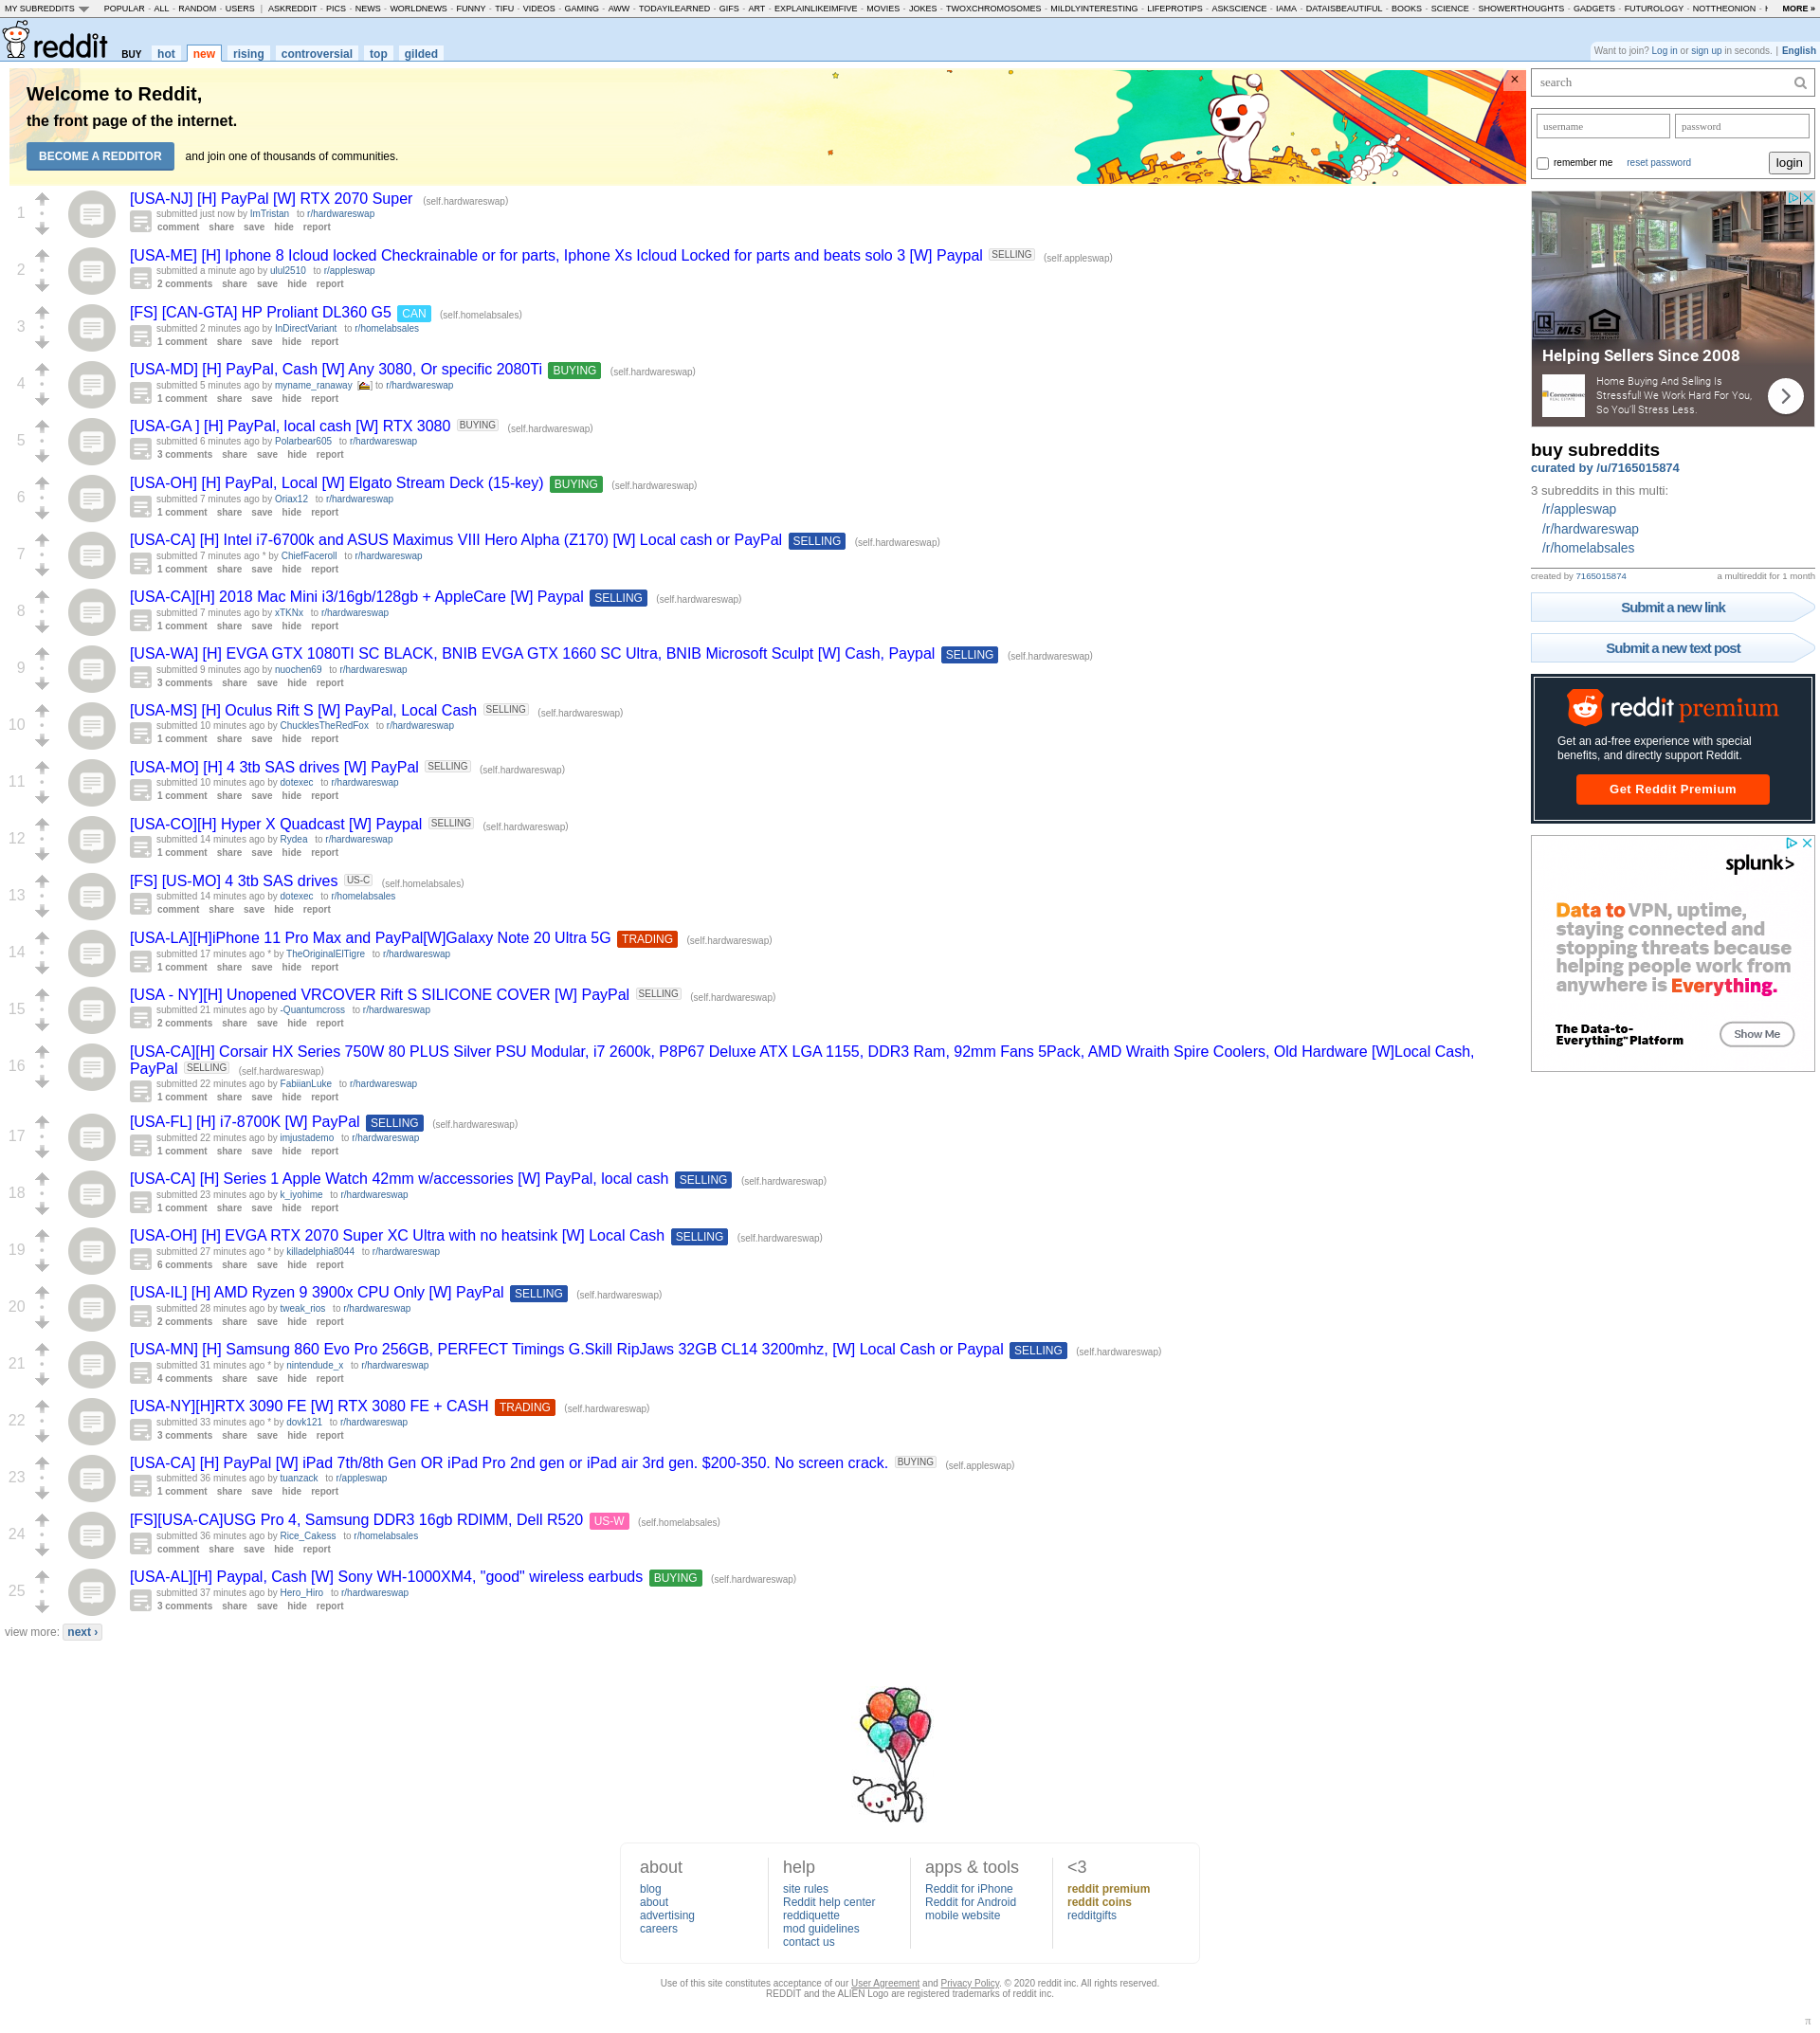 MY SUBREDDITS POPULAR - ALL - RANDOM - USERS | ASKREDDIT - PICS - NEWS - WORLDNEWS - FUNNY - TIFU - VIDEOS - GAMING - AWW - TODAYILEARNED - GIFS - ART - EXPLAINLIKEIMFIVE - MOVIES - JOKES - TWOXCHROMOSOMES - MILDLYINTERESTING - LIFEPROTIPS - ASKSCIENCE - IAMA - DATAISBEAUTIFUL - BOOKS - SCIENCE - SHOWERTHOUGHTS - GADGETS - FUTUROLOGY - NOTTHEONION - MORE »
reddit BUY hot new rising controversial top gilded
Want to join? Log in or sign up in seconds. | English
Welcome to Reddit,
the front page of the internet.
BECOME A REDDITOR and join one of thousands of communities.
1
[USA-NJ] [H] PayPal [W] RTX 2070 Super (self.hardwareswap)
submitted just now by ImTristan to r/hardwareswap
comment share save hide report
2
[USA-ME] [H] Iphone 8 Icloud locked Checkrainable or for parts, Iphone Xs Icloud Locked for parts and beats solo 3 [W] Paypal SELLING (self.appleswap)
submitted a minute ago by ulul2510 to r/appleswap
2 comments share save hide report
3
[FS] [CAN-GTA] HP Proliant DL360 G5 CAN (self.homelabsales)
submitted 2 minutes ago by InDirectVariant to r/homelabsales
1 comment share save hide report
4
[USA-MD] [H] PayPal, Cash [W] Any 3080, Or specific 2080Ti BUYING (self.hardwareswap)
submitted 5 minutes ago by myname_ranaway [] to r/hardwareswap
1 comment share save hide report
5
[USA-GA ] [H] PayPal, local cash [W] RTX 3080 BUYING (self.hardwareswap)
submitted 6 minutes ago by Polarbear605 to r/hardwareswap
3 comments share save hide report
6
[USA-OH] [H] PayPal, Local [W] Elgato Stream Deck (15-key) BUYING (self.hardwareswap)
submitted 7 minutes ago by Oriax12 to r/hardwareswap
1 comment share save hide report
7
[USA-CA] [H] Intel i7-6700k and ASUS Maximus VIII Hero Alpha (Z170) [W] Local cash or PayPal SELLING (self.hardwareswap)
submitted 7 minutes ago * by ChiefFaceroll to r/hardwareswap
1 comment share save hide report
8
[USA-CA][H] 2018 Mac Mini i3/16gb/128gb + AppleCare [W] Paypal SELLING (self.hardwareswap)
submitted 7 minutes ago by xTKNx to r/hardwareswap
1 comment share save hide report
9
[USA-WA] [H] EVGA GTX 1080TI SC BLACK, BNIB EVGA GTX 1660 SC Ultra, BNIB Microsoft Sculpt [W] Cash, Paypal SELLING (self.hardwareswap)
submitted 9 minutes ago by nuochen69 to r/hardwareswap
3 comments share save hide report
10
[USA-MS] [H] Oculus Rift S [W] PayPal, Local Cash SELLING (self.hardwareswap)
submitted 10 minutes ago by ChucklesTheRedFox to r/hardwareswap
1 comment share save hide report
11
[USA-MO] [H] 4 3tb SAS drives [W] PayPal SELLING (self.hardwareswap)
submitted 10 minutes ago by dotexec to r/hardwareswap
1 comment share save hide report
12
[USA-CO][H] Hyper X Quadcast [W] Paypal SELLING (self.hardwareswap)
submitted 14 minutes ago by Rydea to r/hardwareswap
1 comment share save hide report
13
[FS] [US-MO] 4 3tb SAS drives US-C (self.homelabsales)
submitted 14 minutes ago by dotexec to r/homelabsales
comment share save hide report
14
[USA-LA][H]iPhone 11 Pro Max and PayPal[W]Galaxy Note 20 Ultra 5G TRADING (self.hardwareswap)
submitted 17 minutes ago * by TheOriginalElTigre to r/hardwareswap
1 comment share save hide report
15
[USA - NY][H] Unopened VRCOVER Rift S SILICONE COVER [W] PayPal SELLING (self.hardwareswap)
submitted 21 minutes ago by -Quantumcross to r/hardwareswap
2 comments share save hide report
16
[USA-CA][H] Corsair HX Series 750W 80 PLUS Silver PSU Modular, i7 2600k, P8P67 Deluxe ATX LGA 1155, DDR3 Ram, 92mm Fans 5Pack, AMD Wraith Spire Coolers, Old Hardware [W]Local Cash,
PayPal SELLING (self.hardwareswap)
submitted 22 minutes ago by FabiianLuke to r/hardwareswap
1 comment share save hide report
17
[USA-FL] [H] i7-8700K [W] PayPal SELLING (self.hardwareswap)
submitted 22 minutes ago by imjustademo to r/hardwareswap
1 comment share save hide report
18
[USA-CA] [H] Series 1 Apple Watch 42mm w/accessories [W] PayPal, local cash SELLING (self.hardwareswap)
submitted 23 minutes ago by k_iyohime to r/hardwareswap
1 comment share save hide report
19
[USA-OH] [H] EVGA RTX 2070 Super XC Ultra with no heatsink [W] Local Cash SELLING (self.hardwareswap)
submitted 27 minutes ago * by killadelphia8044 to r/hardwareswap
6 comments share save hide report
20
[USA-IL] [H] AMD Ryzen 9 3900x CPU Only [W] PayPal SELLING (self.hardwareswap)
submitted 28 minutes ago by tweak_rios to r/hardwareswap
2 comments share save hide report
21
[USA-MN] [H] Samsung 860 Evo Pro 256GB, PERFECT Timings G.Skill RipJaws 32GB CL14 3200mhz, [W] Local Cash or Paypal SELLING (self.hardwareswap)
submitted 31 minutes ago * by nintendude_x to r/hardwareswap
4 comments share save hide report
22
[USA-NY][H]RTX 3090 FE [W] RTX 3080 FE + CASH TRADING (self.hardwareswap)
submitted 33 minutes ago * by dovk121 to r/hardwareswap
3 comments share save hide report
23
[USA-CA] [H] PayPal [W] iPad 7th/8th Gen OR iPad Pro 2nd gen or iPad air 3rd gen. $200-350. No screen crack. BUYING (self.appleswap)
submitted 36 minutes ago by tuanzack to r/appleswap
1 comment share save hide report
24
[FS][USA-CA]USG Pro 4, Samsung DDR3 16gb RDIMM, Dell R520 US-W (self.homelabsales)
submitted 36 minutes ago by Rice_Cakess to r/homelabsales
comment share save hide report
25
[USA-AL][H] Paypal, Cash [W] Sony WH-1000XM4, "good" wireless earbuds BUYING (self.hardwareswap)
submitted 37 minutes ago by Hero_Hiro to r/hardwareswap
3 comments share save hide report
view more: next ›
search
username password
remember me reset password login
R MLS.
Helping Sellers Since 2008
Cornerstone
Home Buying And Selling Is
Stressful! We Work Hard For You,
So You'll Stress Less.
buy subreddits
curated by /u/7165015874
3 subreddits in this multi:
/r/appleswap
/r/hardwareswap
/r/homelabsales
created by 7165015874 a multireddit for 1 month
Submit a new link
Submit a new text post
reddit premium
Get an ad-free experience with special
benefits, and directly support Reddit.
Get Reddit Premium
splunk>
Data to VPN, uptime,
staying connected and
stopping threats because
helping people work from
anywhere is Everything.
The Data-to-
Everything™ Platform
Show Me
about
blog
about
advertising
careers
help
site rules
Reddit help center
reddiquette
mod guidelines
contact us
apps & tools
Reddit for iPhone
Reddit for Android
mobile website
<3
reddit premium
reddit coins
redditgifts
Use of this site constitutes acceptance of our User Agreement and Privacy Policy. © 2020 reddit inc. All rights reserved.
REDDIT and the ALIEN Logo are registered trademarks of reddit inc.
π